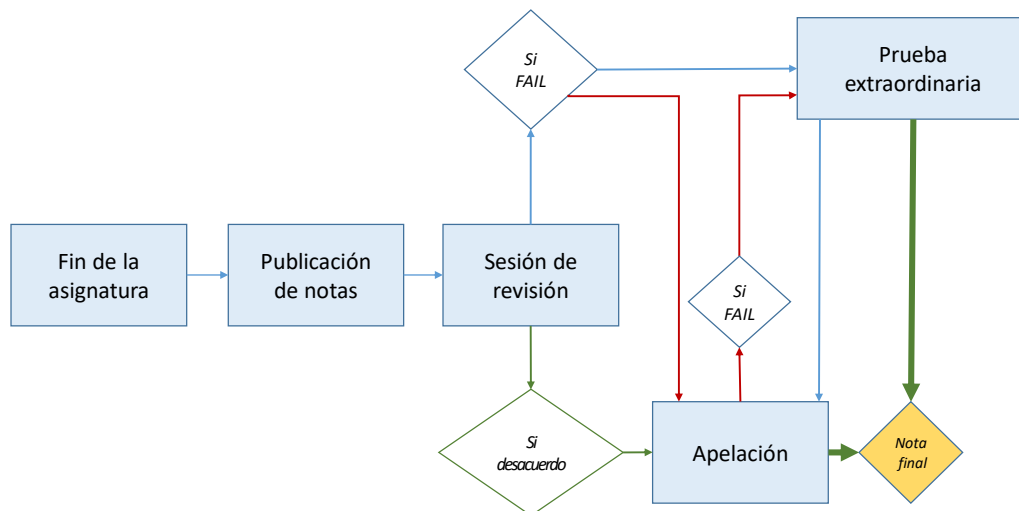 Si
FAIL
Prueba
extraordinaria
Fin de la
asignatura
Publicación
de notas
Sesión de
revisión
Si
FAIL
Si
desacuerdo
Apelación
Nota
final